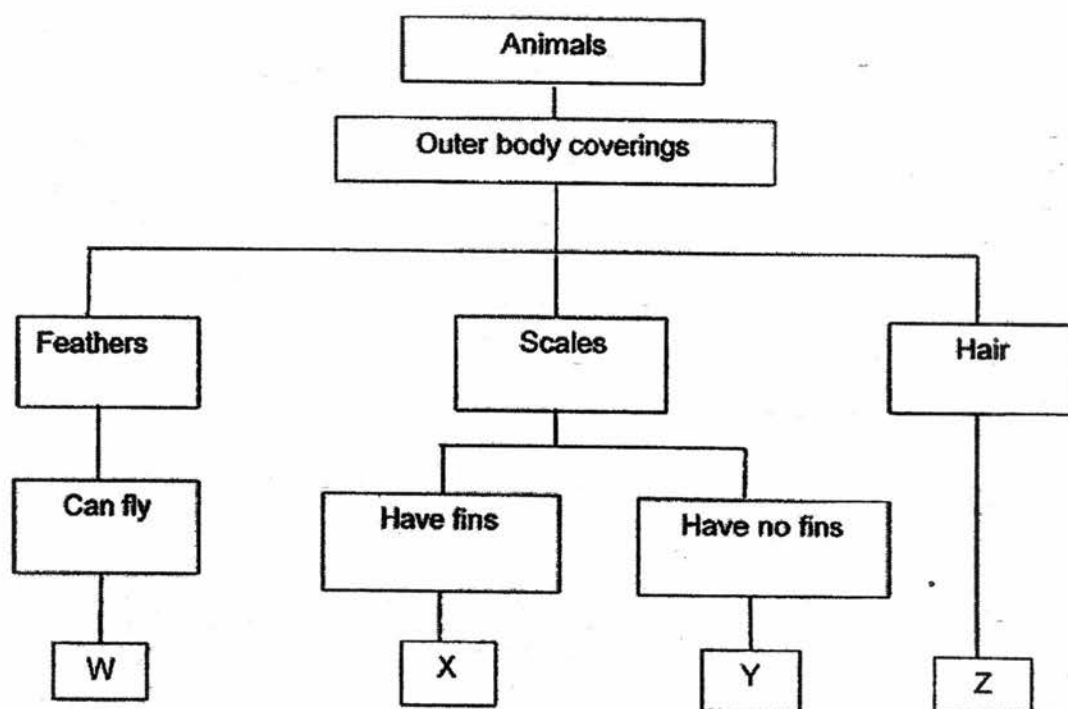 Animals
Outer body coverings
Feathers
Scales
Hair
Can fly
Have fins
Have no fins
W
X
Y
Z